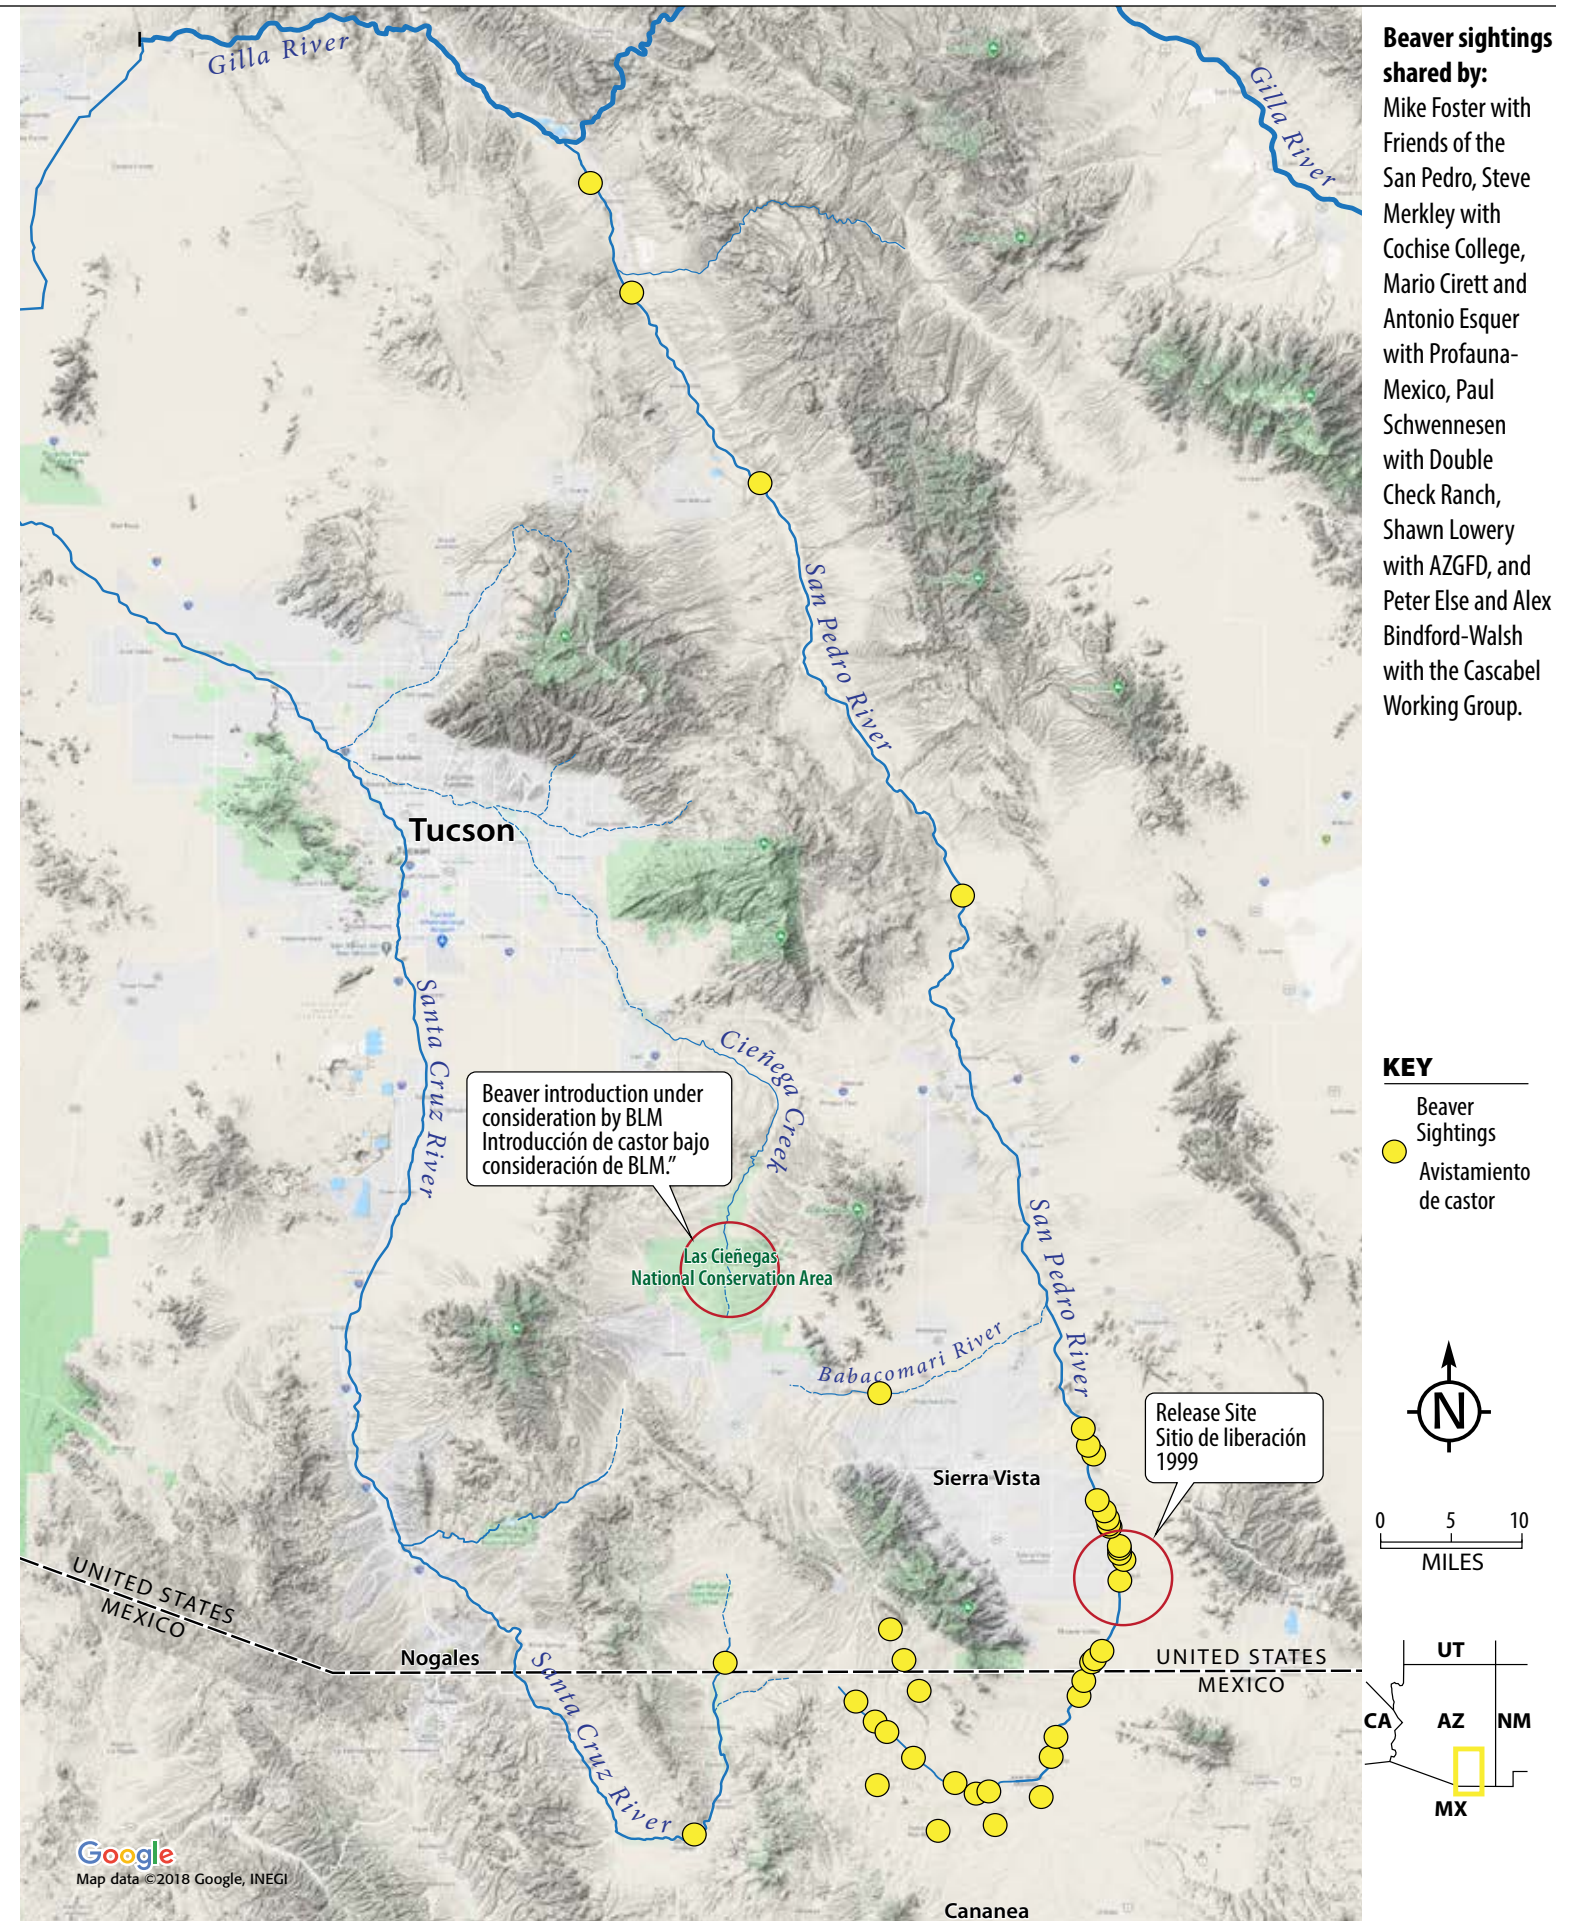 Gilla River
Gilla River
San Pedro River
Tucson
Santa Cruz River
Cieñega Creek
Beaver introduction under
consideration by BLM
Introducción de castor bajo
consideración de BLM.”
Las Cieñegas
National Conservation Area
San Pedro River
Babacomari River
Release Site
Sitio de liberación
1999
Sierra Vista
UNITED STATES
MEXICO
Nogales
Santa Cruz River
UNITED STATES
MEXICO
Google
Map data ©2018 Google, INEGI
Cananea
Beaver sightings
shared by:
Mike Foster with
Friends of the
San Pedro, Steve
Merkley with
Cochise College,
Mario Cirett and
Antonio Esquer
with Profauna-
Mexico, Paul
Schwennesen
with Double
Check Ranch,
Shawn Lowery
with AZGFD, and
Peter Else and Alex
Bindford-Walsh
with the Cascabel
Working Group.
KEY
Beaver
Sightings
Avistamiento
de castor
N
0 5 10
MILES
UT
CA AZ NM
MX